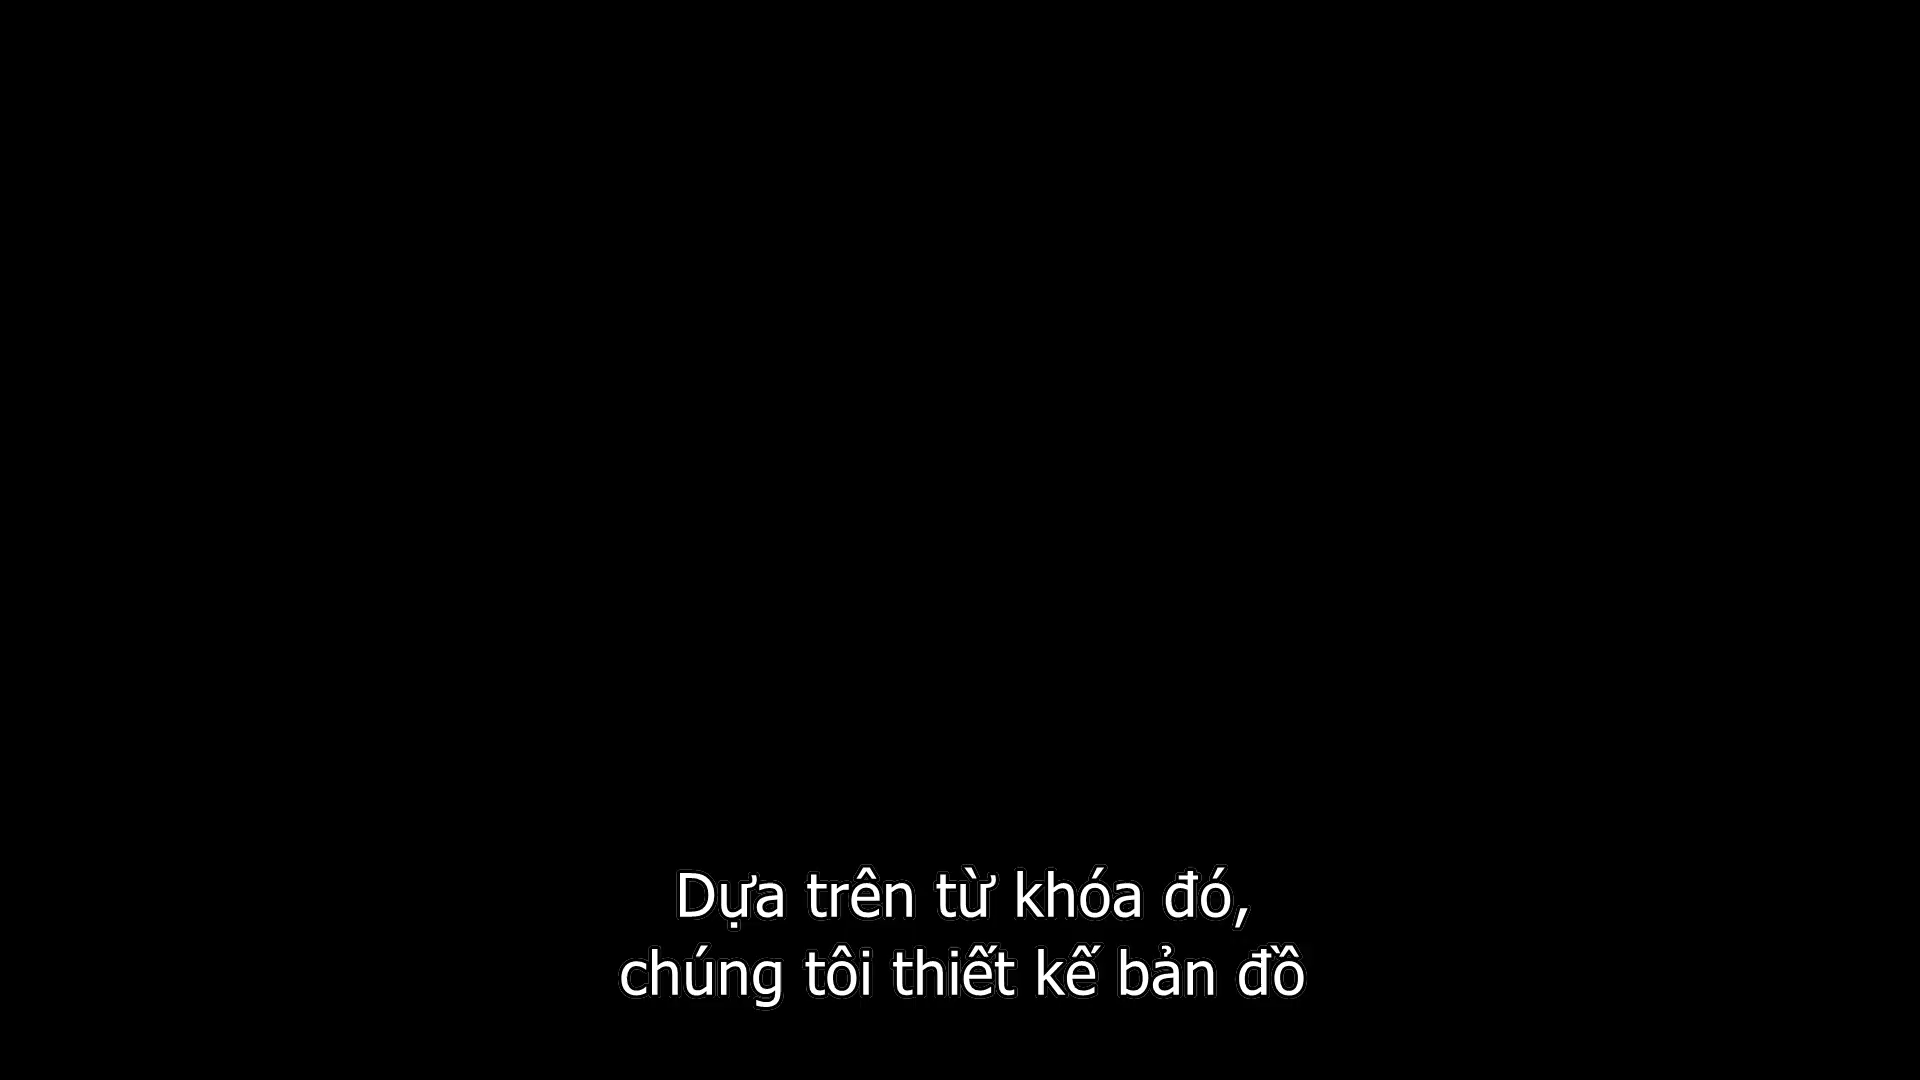 Dựa trên từ khóa đó,
chúng tôi thiết kế bản đồ